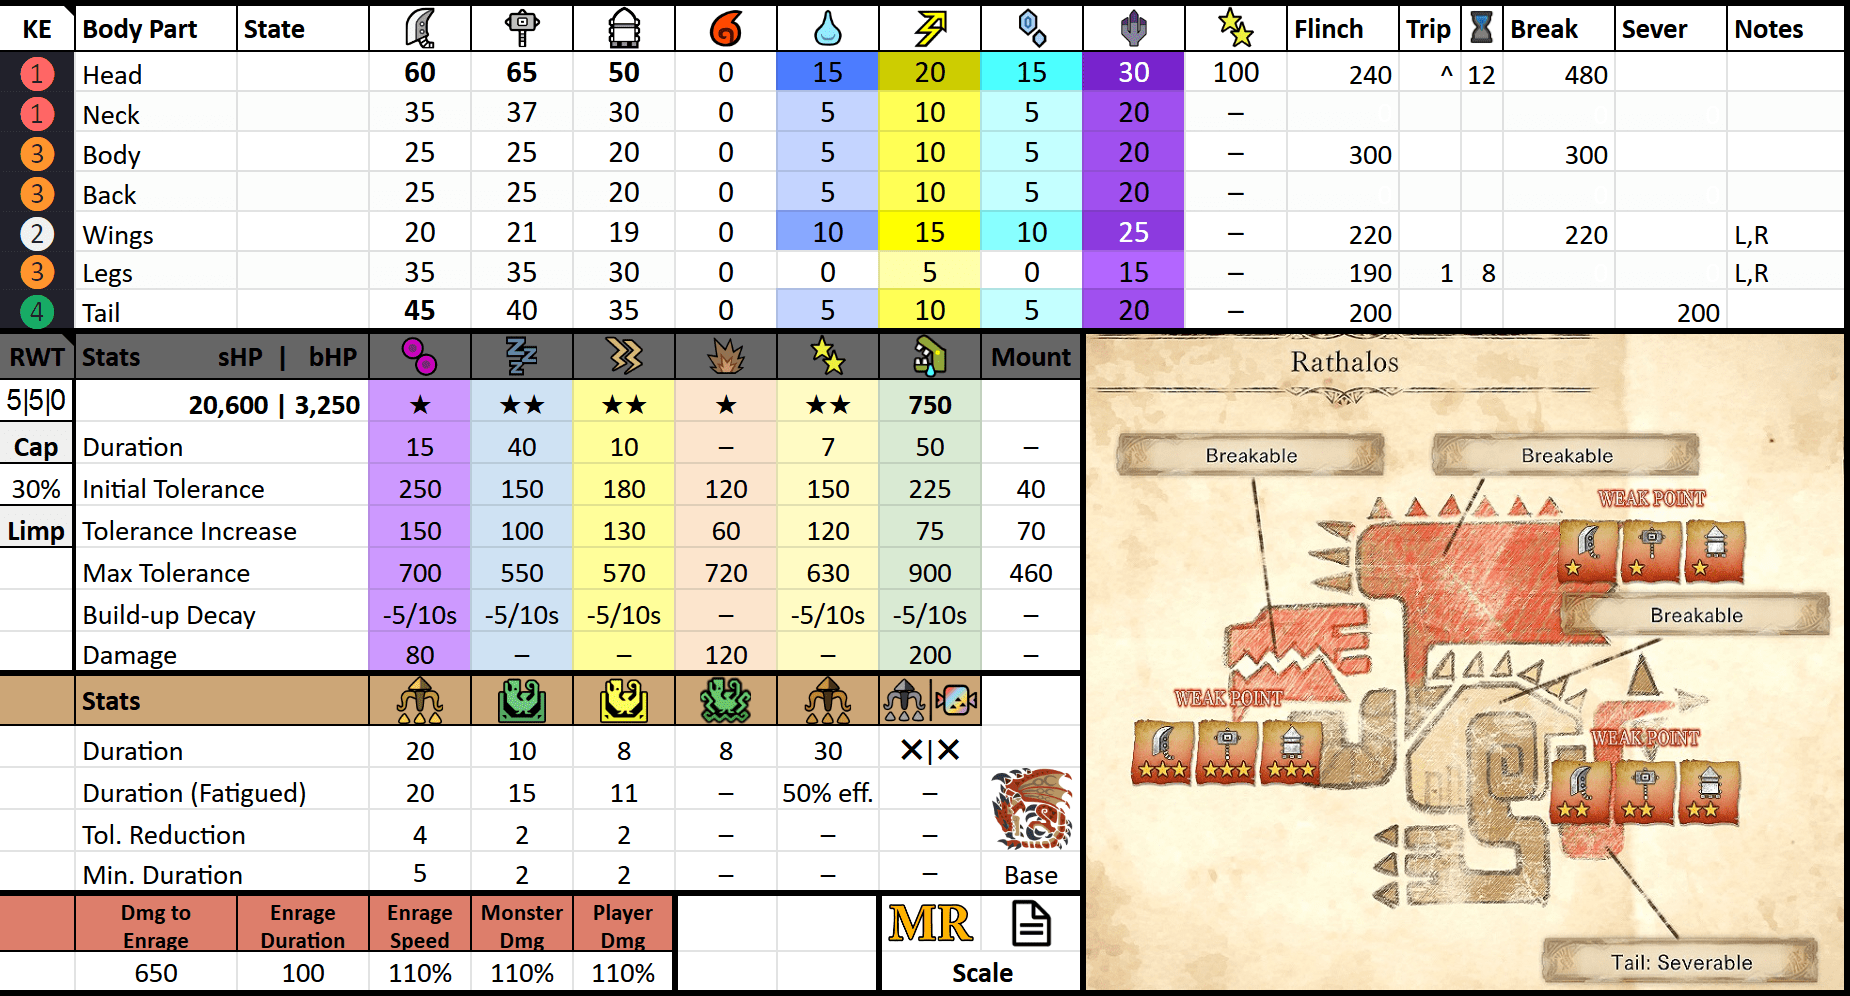 KE Body Part State Flinch Trip Break Sever Notes
1 Head 60 65 50 0 15 20 15 30 100 240 ^ 12 480
1 Neck 35 37 30 0 5 10 5 20 –
3 Body 25 25 20 0 5 10 5 20 – 300 300
3 Back 25 25 20 0 5 10 5 20 –
2 Wings 20 21 19 0 10 15 10 25 – 220 220 L,R
3 Legs 35 35 30 0 0 5 0 15 – 190 1 8 L,R
4 Tail 45 40 35 0 5 10 5 20 – 200 200
RWT Stats sHP | bHP Mount
5|5|0 20,600 | 3,250 ★ ★★ ★★ ★ ★★ 750
Cap Duration 15 40 10 – 7 50 –
30% Initial Tolerance 250 150 180 120 150 225 40
Limp Tolerance Increase 150 100 130 60 120 75 70
Max Tolerance 700 550 570 720 630 900 460
Build-up Decay -5/10s -5/10s -5/10s – -5/10s -5/10s –
Damage 80 – – 120 – 200 –
Stats
Duration 20 10 8 8 30 ✕|✕
Duration (Fatigued) 20 15 11 – 50% eff. –
Tol. Reduction 4 2 2 – – –
Min. Duration 5 2 2 – – – Base
Dmg to Enrage Enrage Duration Enrage Speed Monster Dmg Player Dmg MR
650 100 110% 110% 110% Scale
Rathalos
Breakable
Breakable
WEAK POINT
Breakable
WEAK POINT
WEAK POINT
Tail: Severable